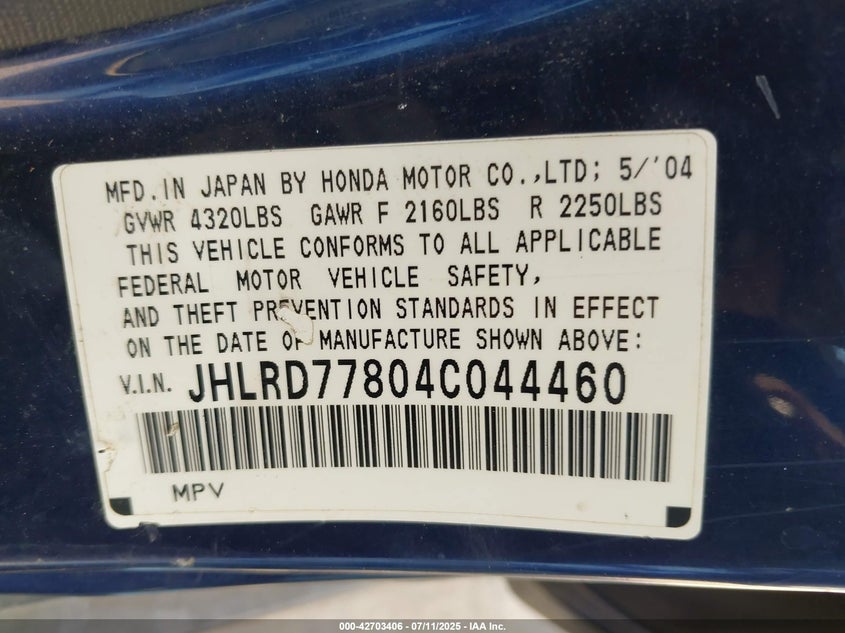 MFD.IN JAPAN BY HONDA MOTOR CO.,LTD; 5/'04
GVWR 4320LBS GAWR F 2160LBS R 2250LBS
THIS VEHICLE CONFORMS TO ALL APPLICABLE
FEDERAL MOTOR VEHICLE SAFETY,
AND THEFT PREVENTION STANDARDS IN EFFECT
ON THE DATE OF MANUFACTURE SHOWN ABOVE:
V.I.N. JHLRD77804C044460
MPV
000-42703406 - 07/11/2025 - IAA Inc.